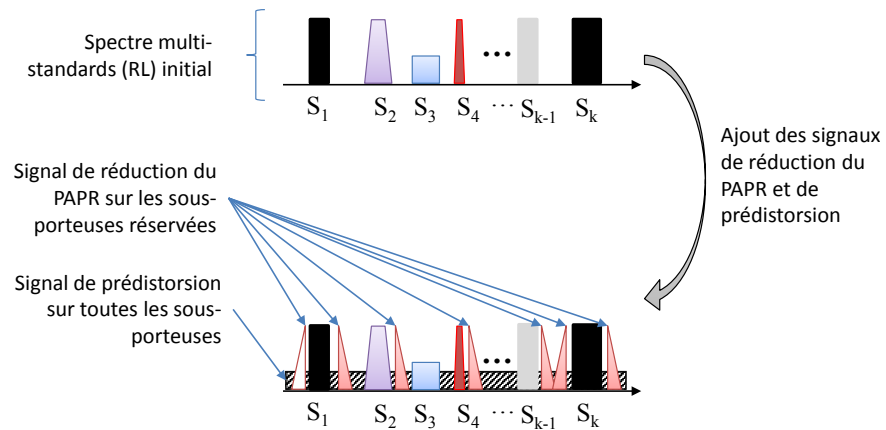 Spectre multi-
standards (RL) initial
S1 S2 S3 S4 ... Sk-1 Sk
Ajout des signaux
de réduction du
PAPR et de
prédistorsion
Signal de réduction du
PAPR sur les sous-
porteuses réservées
Signal de prédistorsion
sur toutes les sous-
porteuses
S1 S2 S3 S4 ... Sk-1 Sk